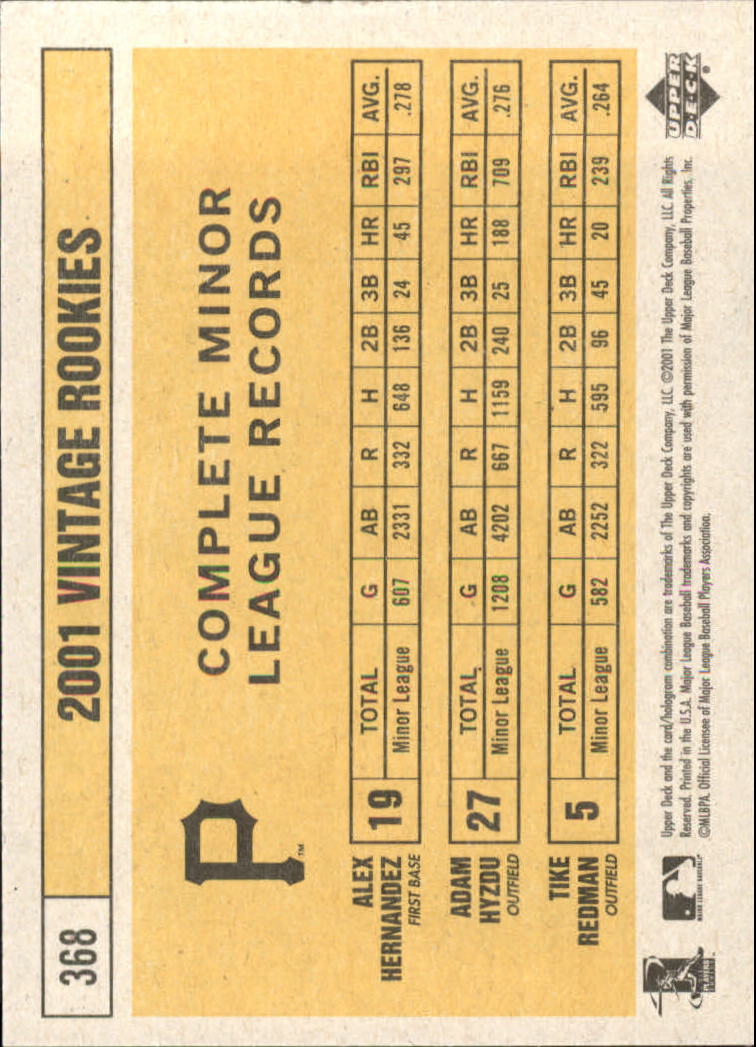 368 2001 VINTAGE ROOKIES
P™
COMPLETE MINOR
LEAGUE RECORDS
ALEX
HERNANDEZ
FIRST BASE
19
TOTAL G AB R H 2B 3B HR RBI AVG.
Minor League 607 2331 332 648 136 24 45 297 .278
ADAM
HYZDU
OUTFIELD
27
TOTAL G AB R H 2B 3B HR RBI AVG.
Minor League 1208 4202 667 1159 240 25 188 709 .276
TIKE
REDMAN
OUTFIELD
5
TOTAL G AB R H 2B 3B HR RBI AVG.
Minor League 582 2252 322 595 96 45 20 239 .264
MAJOR LEAGUE BASEBALL
Upper Deck and the card/hologram combination are trademarks of The Upper Deck Company, LLC. ©2001 The Upper Deck Company, LLC. All Rights
Reserved. Printed in the U.S.A. Major League Baseball trademarks and copyrights are used with permission of Major League Baseball Properties, Inc.
©MLBPA. Official Licensee of Major League Baseball Players Association.
UPPER
DECK®